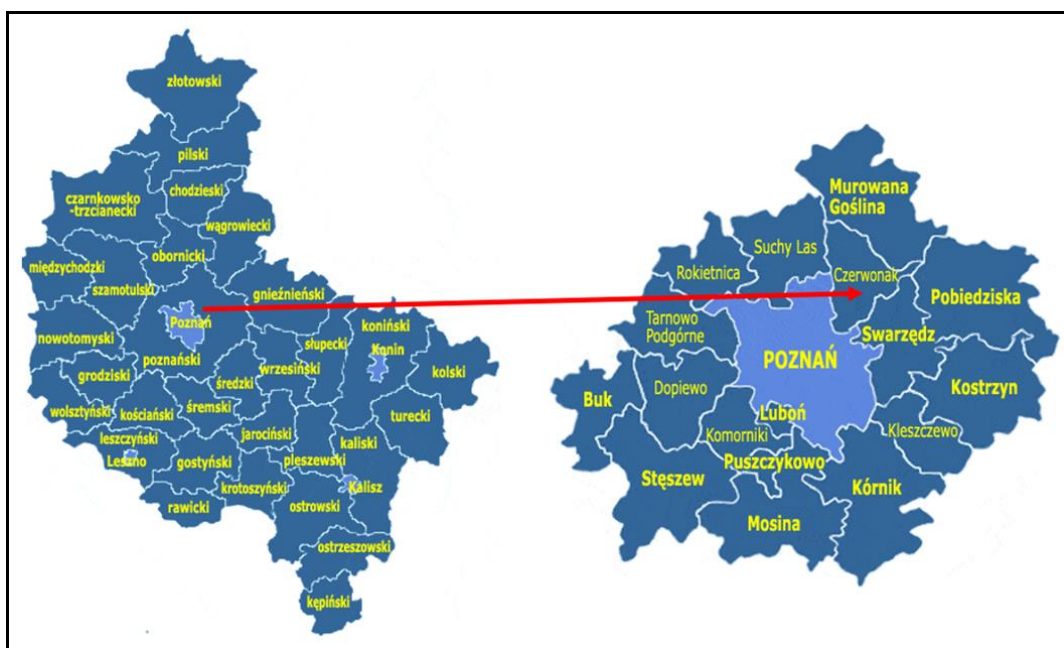 złotowski
pilski
chodzieski
czarnkowsko
-trzcianecki
wągrowiecki
obornicki
międzychodzki
szamotulski
gnieźnieński
Poznań
koniński
nowotomyski
słupecki
Konin
poznański
wrzesiński
kolski
grodziski
średzki
wolsztyński
kościański
śremski
turecki
leszczyński
jarociński
kaliski
Leszno
gostyński
pleszewski
krotoszyński
Kalisz
rawicki
ostrowski
ostrzeszowski
kępiński
Murowana
Goślina
Suchy Las
Rokietnica
Czerwonak
Pobiedziska
Tarnowo
Podgórne
Swarzędz
POZNAŃ
Buk
Dopiewo
Kostrzyn
Luboń
Komorniki
Kleszczewo
Puszczykowo
Stęszew
Kórnik
Mosina